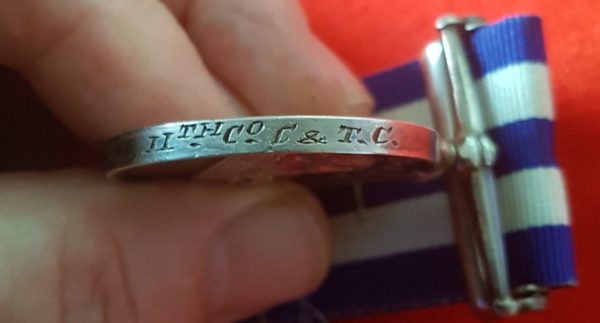 11TH CO. C & T. C.